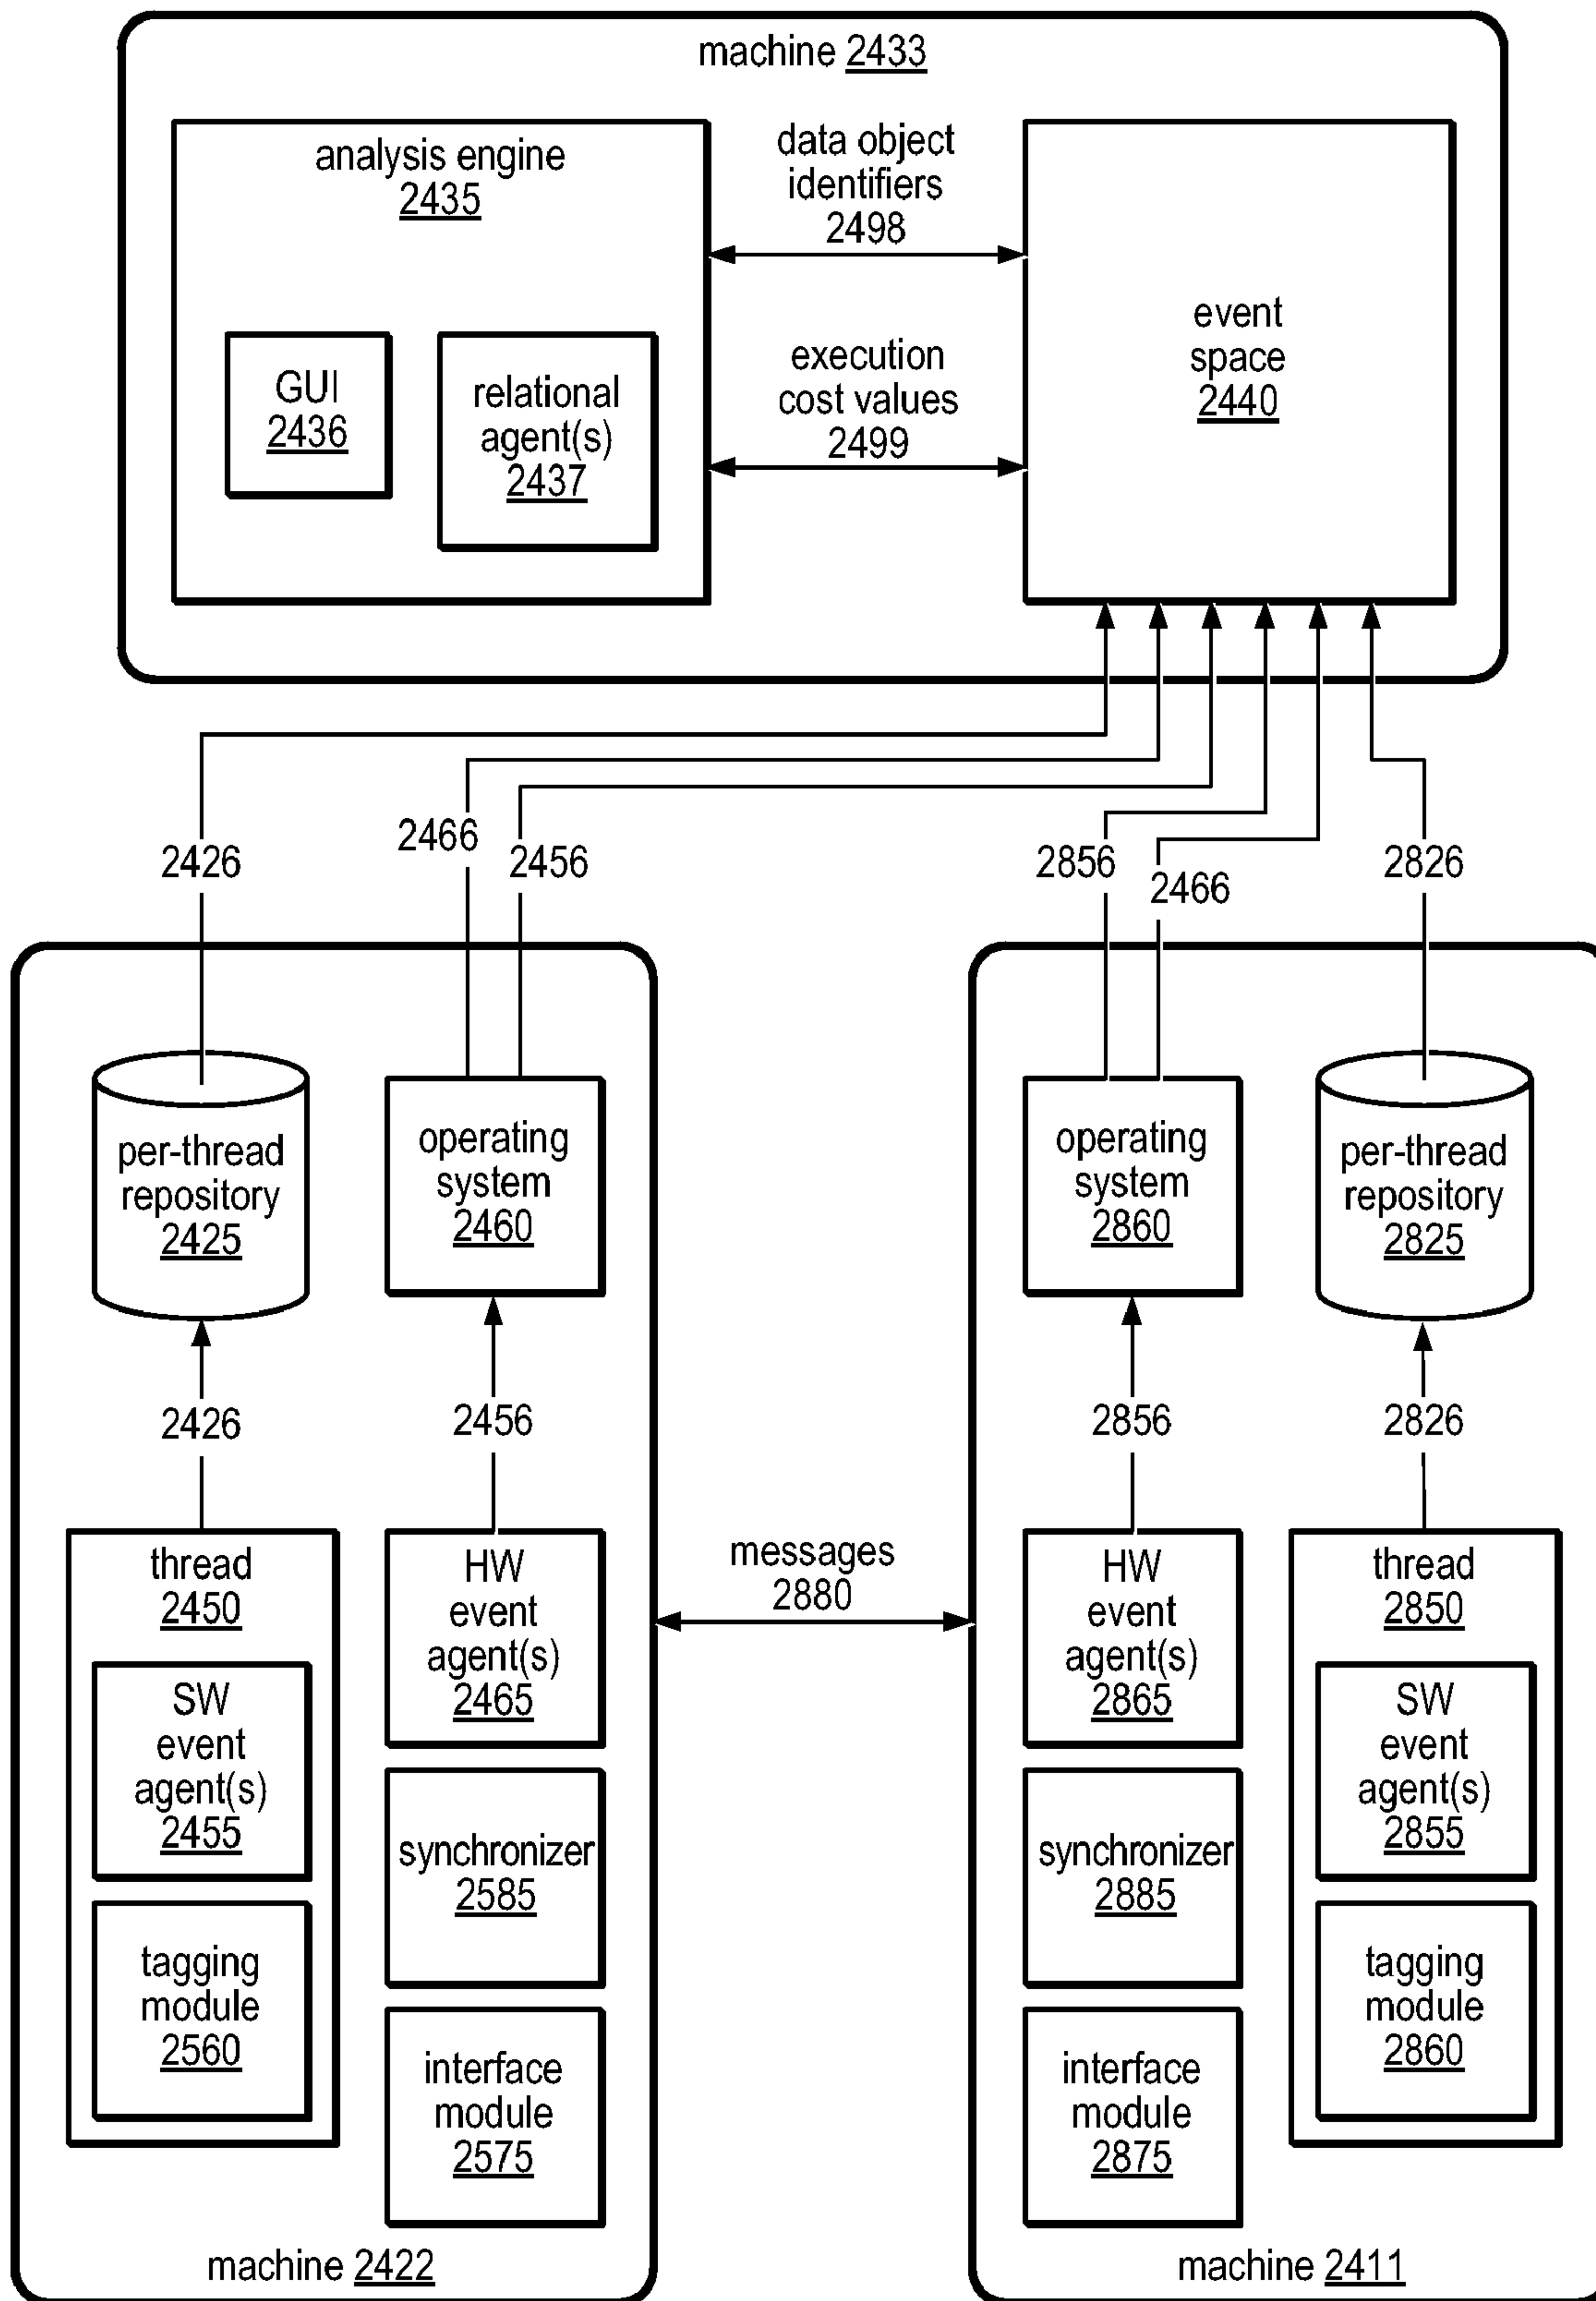 machine 2433
analysis engine
2435
data object
identifiers
2498
event
space
2440
GUI
2436
relational
agent(s)
2437
execution
cost values
2499
2426
2466
2456
2856
2466
2826
per-thread
repository
2425
operating
system
2460
operating
system
2860
per-thread
repository
2825
2426
2456
2856
2826
thread
2450
HW
event
agent(s)
2465
messages
2880
HW
event
agent(s)
2865
thread
2850
SW
event
agent(s)
2455
synchronizer
2585
synchronizer
2885
SW
event
agent(s)
2855
tagging
module
2560
interface
module
2575
interface
module
2875
tagging
module
2860
machine 2422
machine 2411